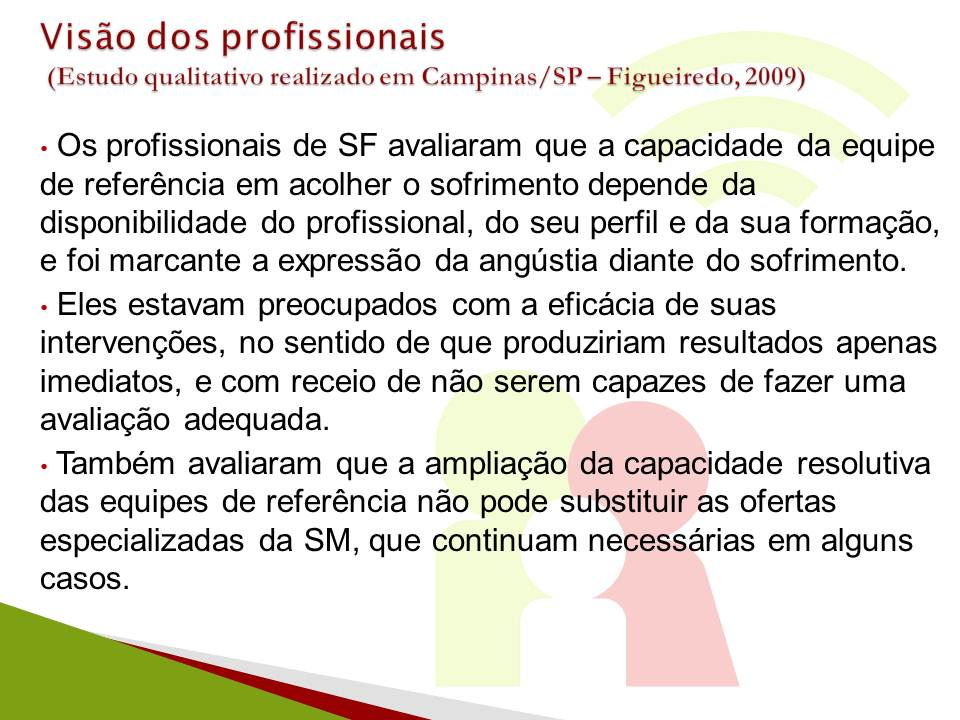 Visão dos profissionais
(Estudo qualitativo realizado em Campinas/SP – Figueiredo, 2009)
• Os profissionais de SF avaliaram que a capacidade da equipe
de referência em acolher o sofrimento depende da
disponibilidade do profissional, do seu perfil e da sua formação,
e foi marcante a expressão da angústia diante do sofrimento.
• Eles estavam preocupados com a eficácia de suas
intervenções, no sentido de que produziriam resultados apenas
imediatos, e com receio de não serem capazes de fazer uma
avaliação adequada.
• Também avaliaram que a ampliação da capacidade resolutiva
das equipes de referência não pode substituir as ofertas
especializadas da SM, que continuam necessárias em alguns
casos.